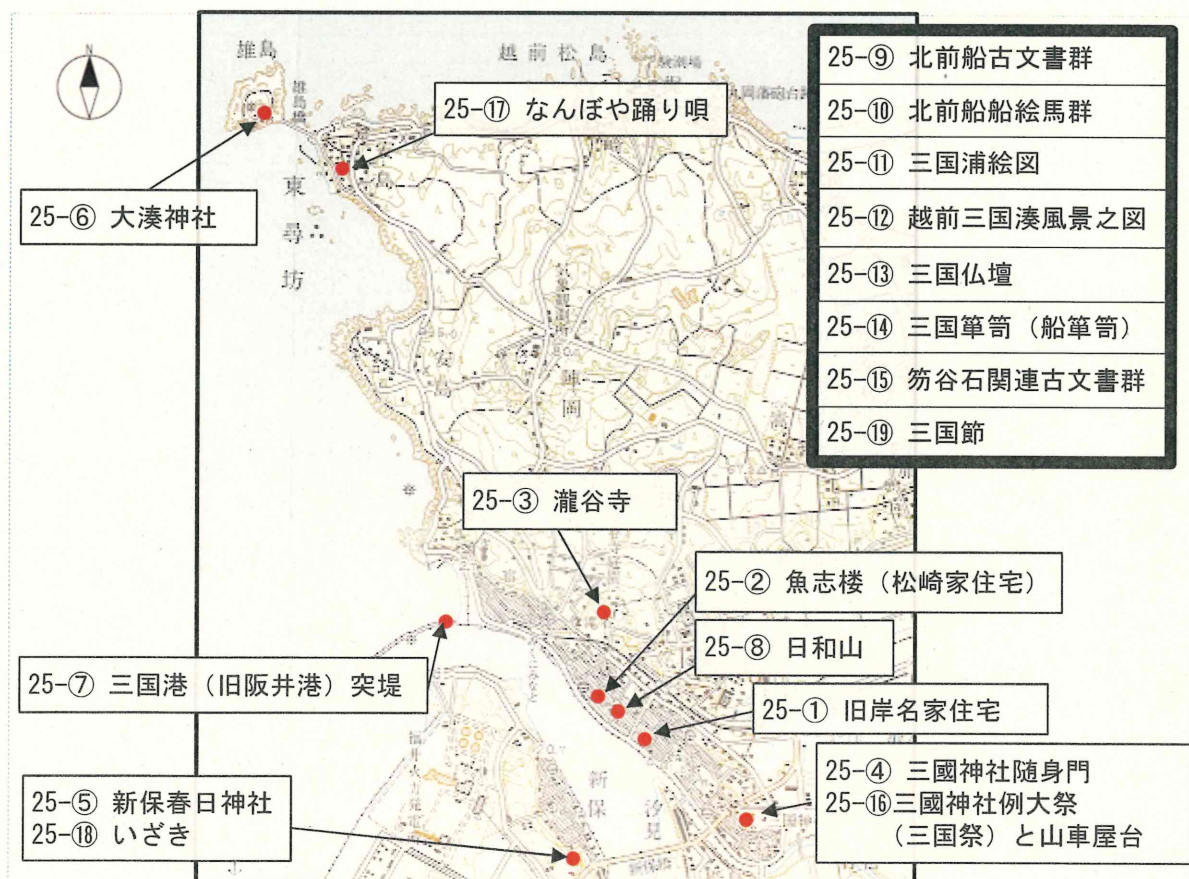 N
雄島
雄島橋
越前松島
25-⑰ なんぼや踊り唄
25-⑥ 大湊神社
東尋坊
安島
陣岡
25-③ 瀧谷寺
25-② 魚志楼（松崎家住宅）
25-⑧ 日和山
25-⑦ 三国港（旧阪井港）突堤
25-① 旧岸名家住宅
新保
汐見
25-④ 三國神社随身門
25-⑯三國神社例大祭
（三国祭）と山車屋台
25-⑤ 新保春日神社
25-⑱ いざき
新保橋
25-⑨ 北前船古文書群
25-⑩ 北前船船絵馬群
25-⑪ 三国浦絵図
25-⑫ 越前三国湊風景之図
25-⑬ 三国仏壇
25-⑭ 三国箪笥（船箪笥）
25-⑮ 笏谷石関連古文書群
25-⑲ 三国節